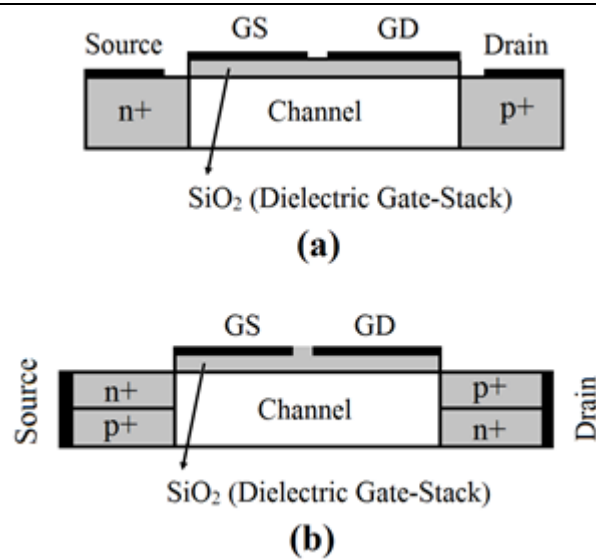 GS GD
Source Drain
n+ Channel p+
SiO₂ (Dielectric Gate-Stack)
(a)
GS GD
Source
n+ p+
Channel
p+ n+
Drain
SiO₂ (Dielectric Gate-Stack)
(b)